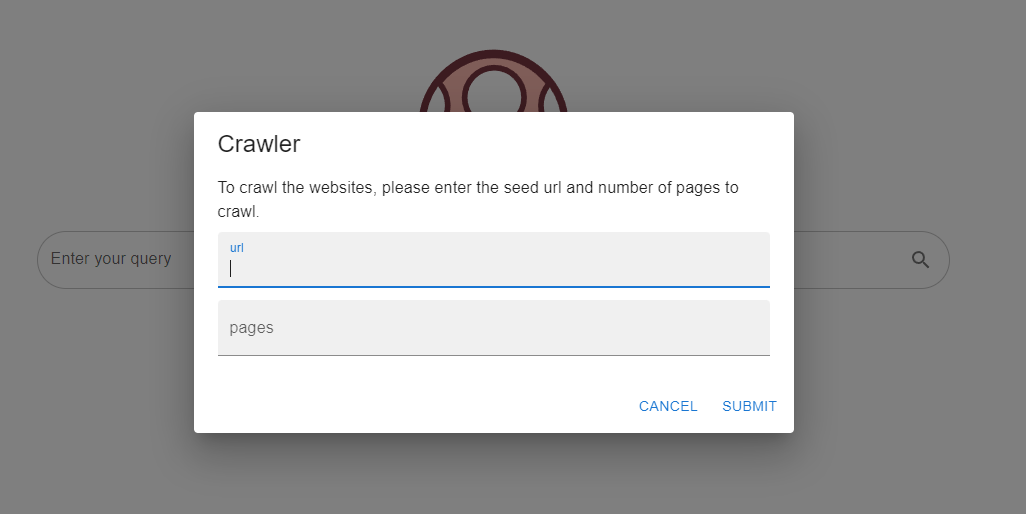 Crawler
To crawl the websites, please enter the seed url and number of pages to
crawl.
url
Enter your query
pages
CANCEL SUBMIT